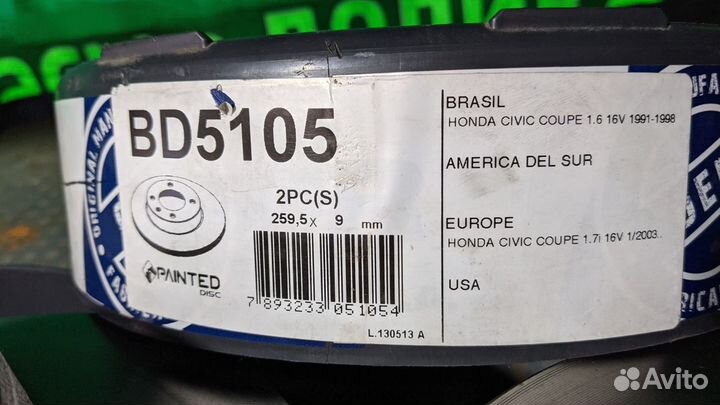 BD5105
2PC(S)
259,5 x 9 mm
PAINTED
DISC
7 893233 051054
L.130513 A
BRASIL
HONDA CIVIC COUPE 1.6 16V 1991-1998
AMERICA DEL SUR
EUROPE
HONDA CIVIC COUPE 1.7i 16V 1/2003..
USA
ORIGINAL
Avito